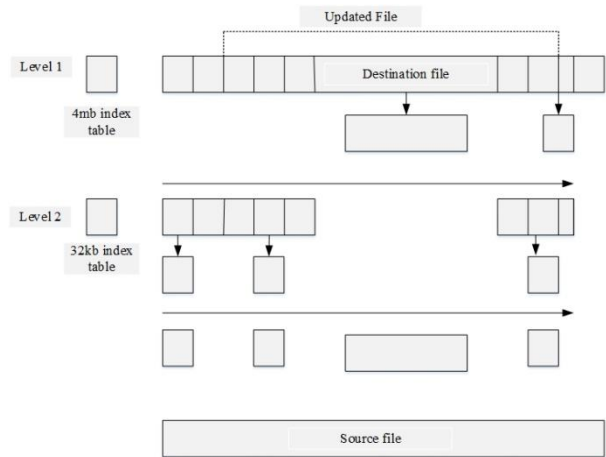 Updated File
Level 1
Destination file
4mb index
table
Level 2
32kb index
table
Source file